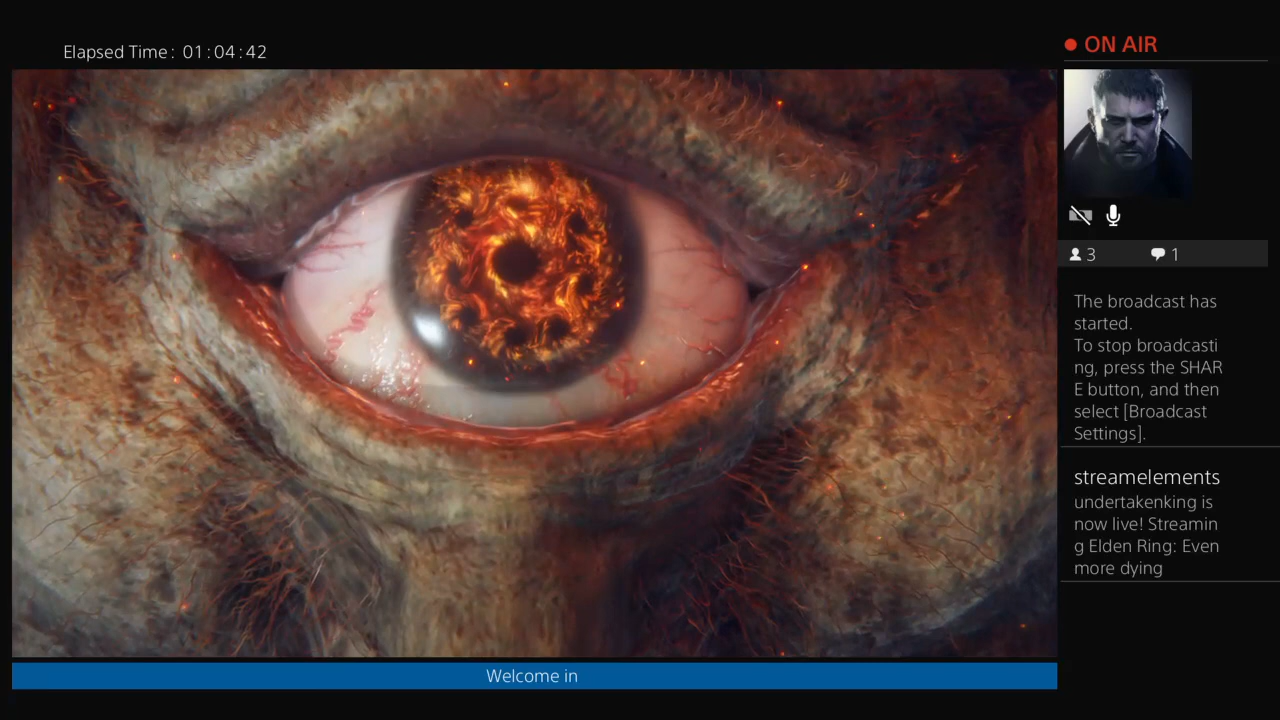 Elapsed Time: 01:04:42
ON AIR
3 1
The broadcast has
started.
To stop broadcasti
ng, press the SHAR
E button, and then
select [Broadcast
Settings].
streamelements
undertakenking is
now live! Streamin
g Elden Ring: Even
more dying
Welcome in